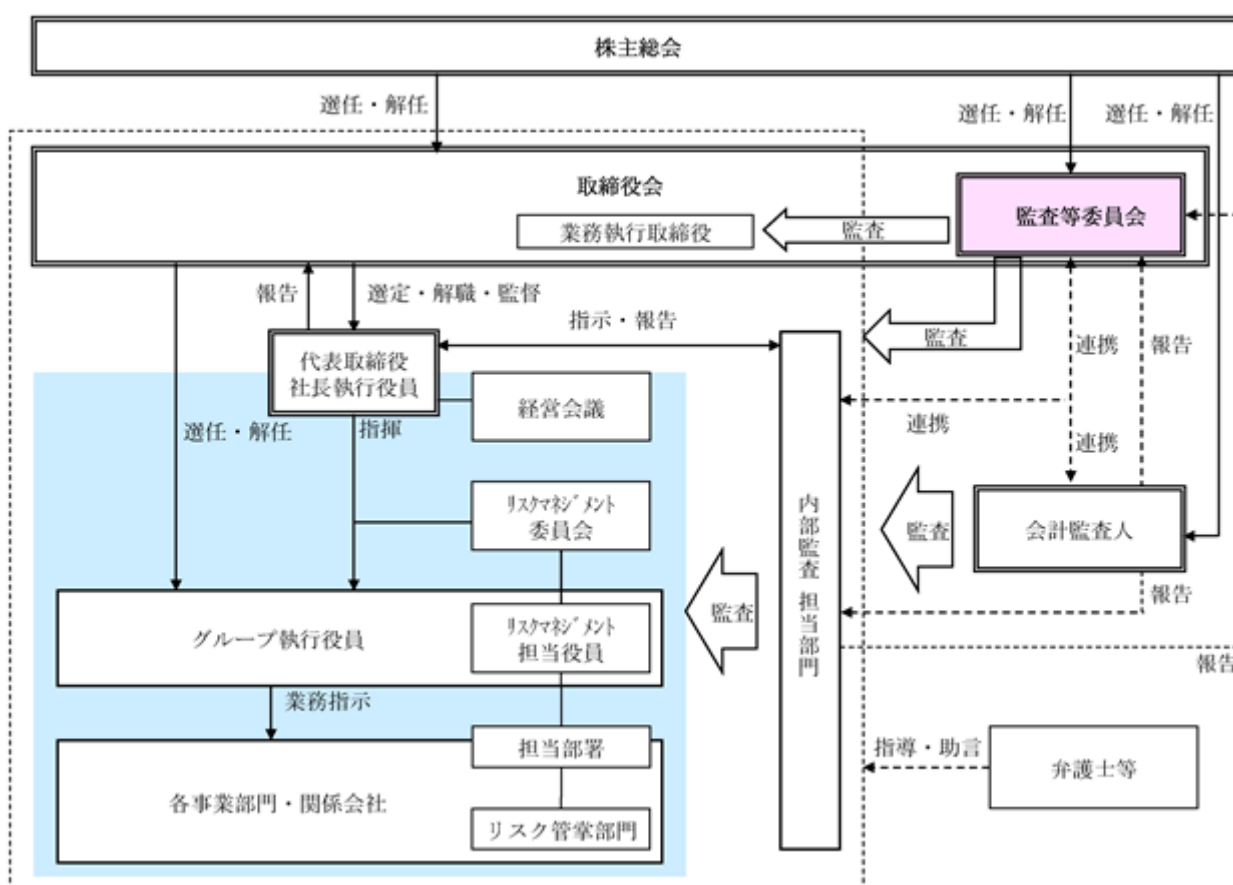 株主総会
選任・解任
選任・解任
選任・解任
取締役会
監査等委員会
業務執行取締役
監査
報告
選定・解職・監督
指示・報告
監査
連携
報告
代表取締役
社長執行役員
経営会議
選任・解任
指揮
連携
連携
リスクマネジメント
委員会
内部監査 担当部門
監査
会計監査人
報告
グループ執行役員
リスクマネジメント
担当役員
監査
報告
業務指示
担当部署
指導・助言
弁護士等
各事業部門・関係会社
リスク管掌部門